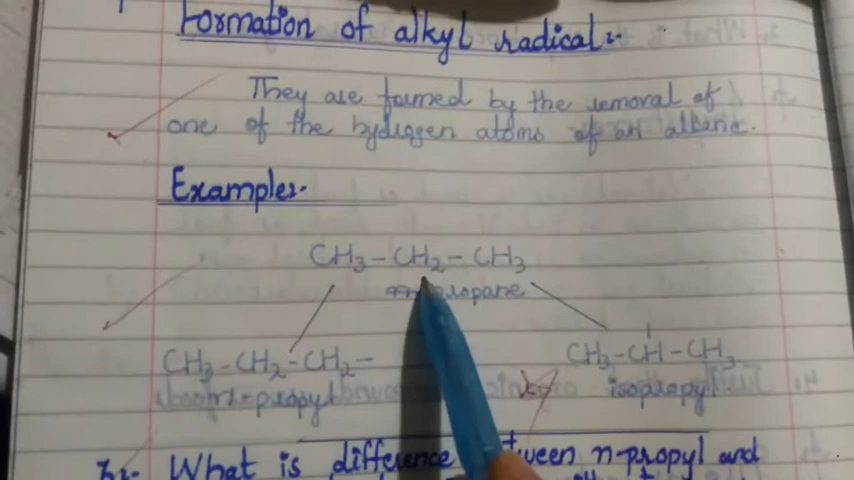 Formation of alkyl radical:-
They are formed by the removal of
one of the hydrogen atoms of an alkane.
Example:-
CH3-CH2-CH3
propane
CH3-CH2-CH2-
CH3-CH-CH3
n-propyl
isopropyl
What is difference between n-propyl and